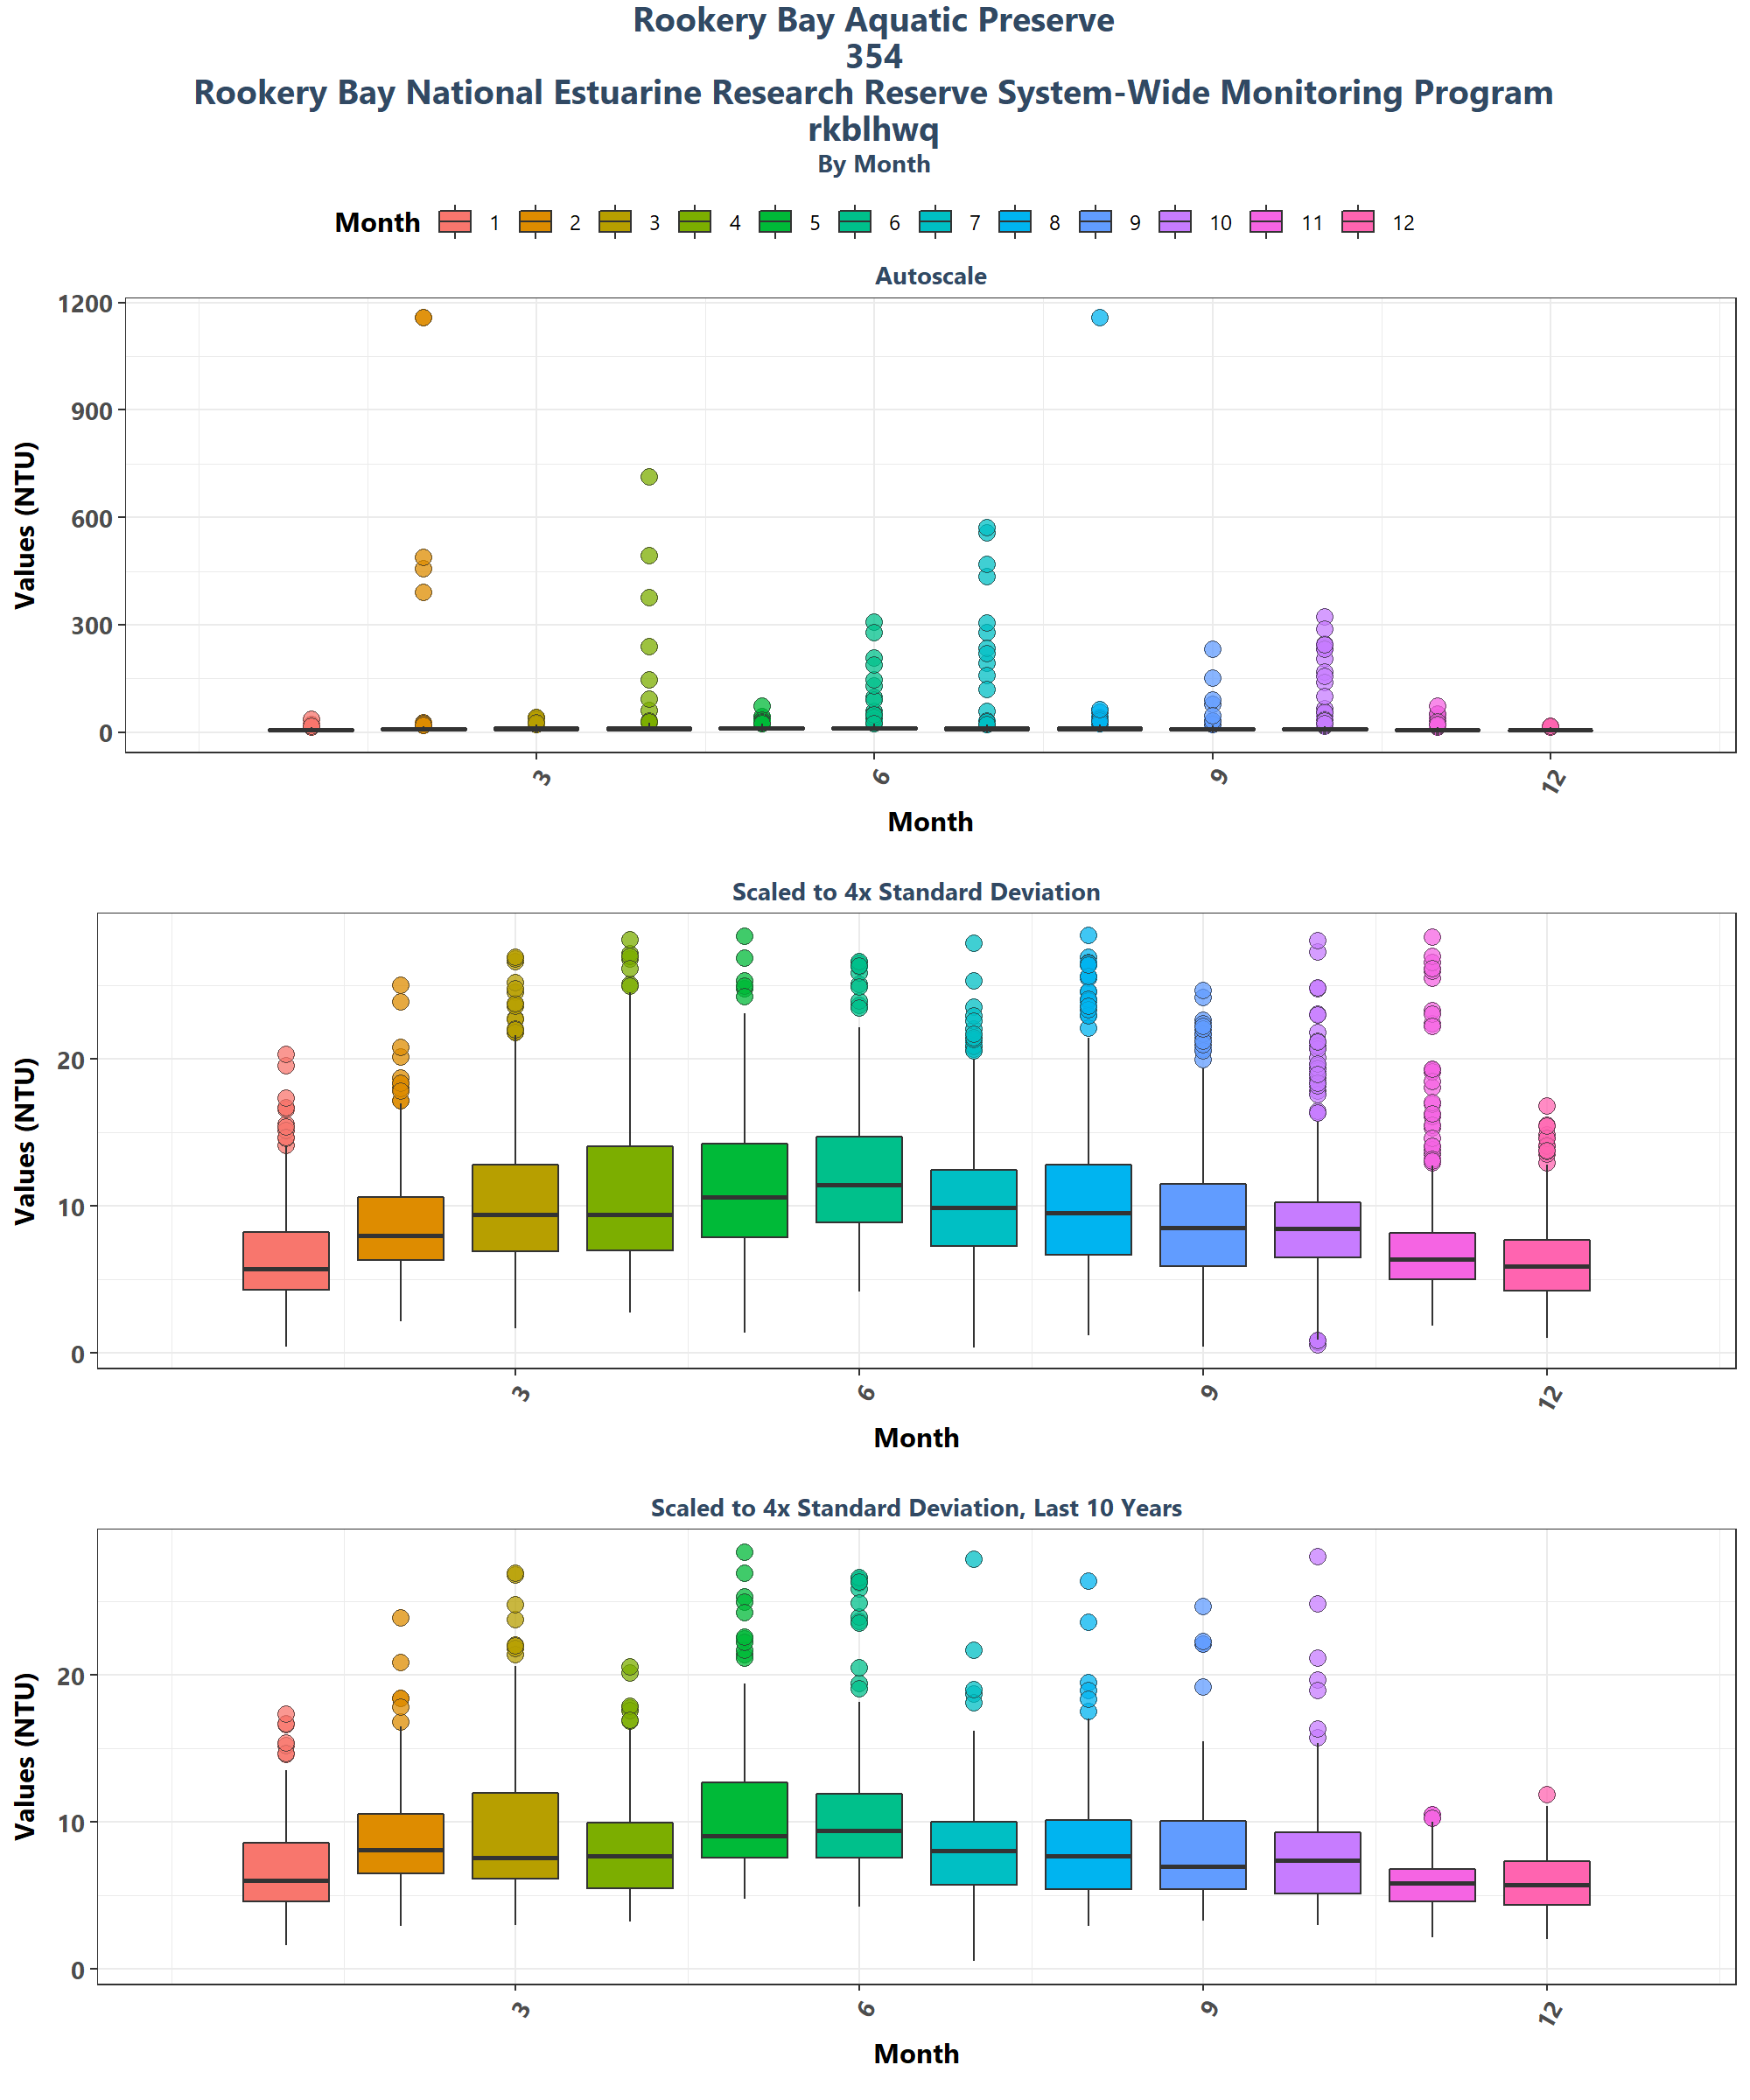 Rookery Bay Aquatic Preserve
354
Rookery Bay National Estuarine Research Reserve System-Wide Monitoring Program
rkblhwq
By Month
Month 1 2 3 4 5 6 7 8 9 10 11 12
Autoscale
Values (NTU)
1200
900
600
300
0
3 6 9 12
Month
Scaled to 4x Standard Deviation
Values (NTU)
20
10
0
3 6 9 12
Month
Scaled to 4x Standard Deviation, Last 10 Years
Values (NTU)
20
10
0
3 6 9 12
Month